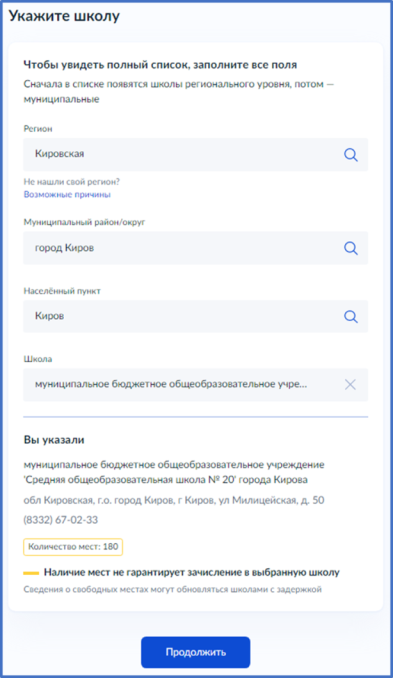 Укажите школу
Чтобы увидеть полный список, заполните все поля
Сначала в списке появятся школы регионального уровня, потом —
муниципальные
Регион
Кировская
Не нашли свой регион?
Возможные причины
Муниципальный район/округ
город Киров
Населённый пункт
Киров
Школа
муниципальное бюджетное общеобразовательное учре...
Вы указали
муниципальное бюджетное общеобразовательное учреждение
'Средняя общеобразовательная школа № 20' города Кирова
обл Кировская, г.о. город Киров, г Киров, ул Милицейская, д. 50
(8332) 67-02-33
Количество мест: 180
Наличие мест не гарантирует зачисление в выбранную школу
Сведения о свободных местах могут обновляться школами с задержкой
Продолжить